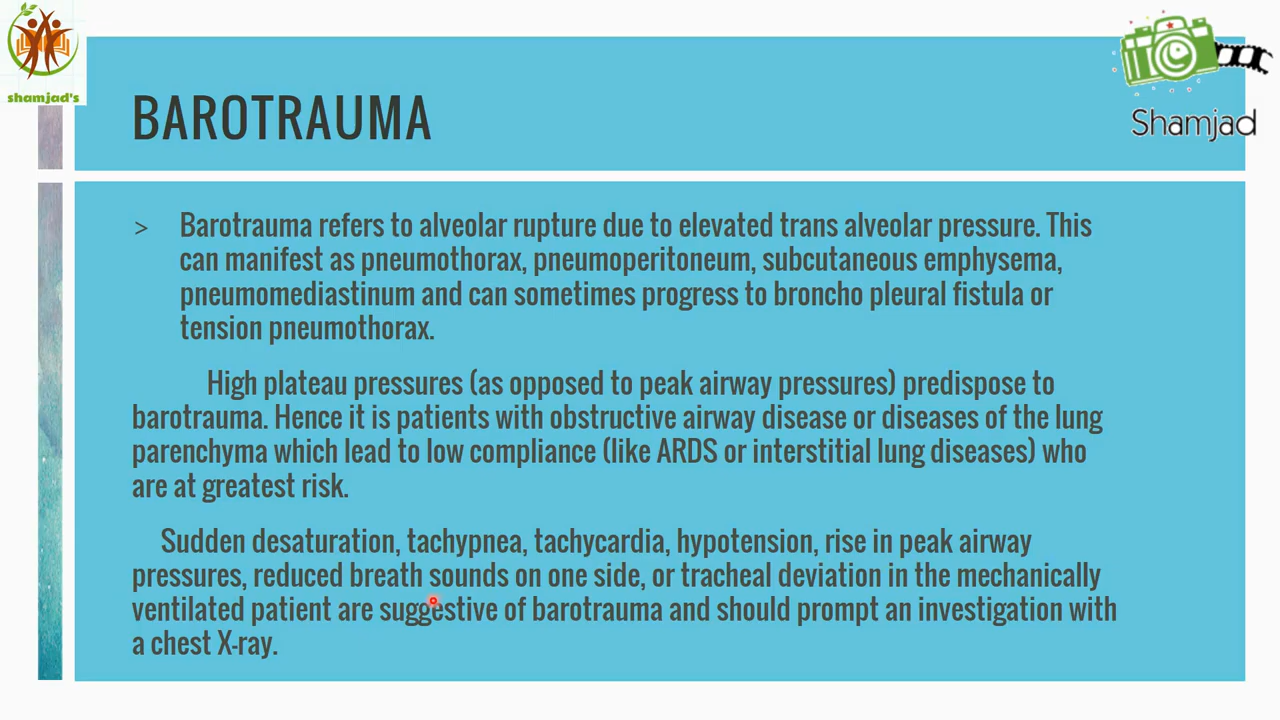 shamjad's
Shamjad
BAROTRAUMA
> Barotrauma refers to alveolar rupture due to elevated trans alveolar pressure. This
can manifest as pneumothorax, pneumoperitoneum, subcutaneous emphysema,
pneumomediastinum and can sometimes progress to broncho pleural fistula or
tension pneumothorax.
High plateau pressures (as opposed to peak airway pressures) predispose to
barotrauma. Hence it is patients with obstructive airway disease or diseases of the lung
parenchyma which lead to low compliance (like ARDS or interstitial lung diseases) who
are at greatest risk.
Sudden desaturation, tachypnea, tachycardia, hypotension, rise in peak airway
pressures, reduced breath sounds on one side, or tracheal deviation in the mechanically
ventilated patient are suggestive of barotrauma and should prompt an investigation with
a chest X-ray.